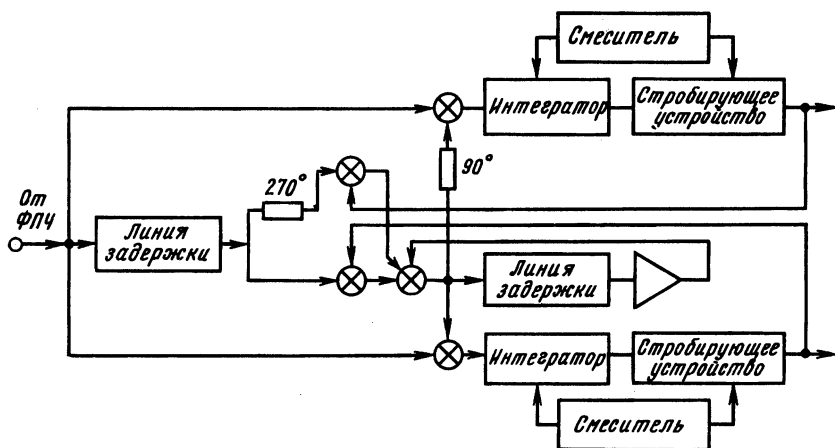 Смеситель
Интегратор
Стробирующее
устройство
270°
90°
От
ФПЧ
Линия
задержки
Линия
задержки
Интегратор
Стробирующее
устройство
Смеситель